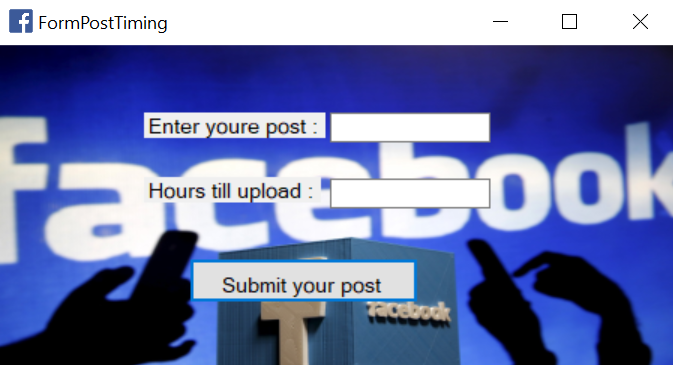 FormPostTiming
Enter youre post :
facebook
Hours till upload :
Submit your post
facebook